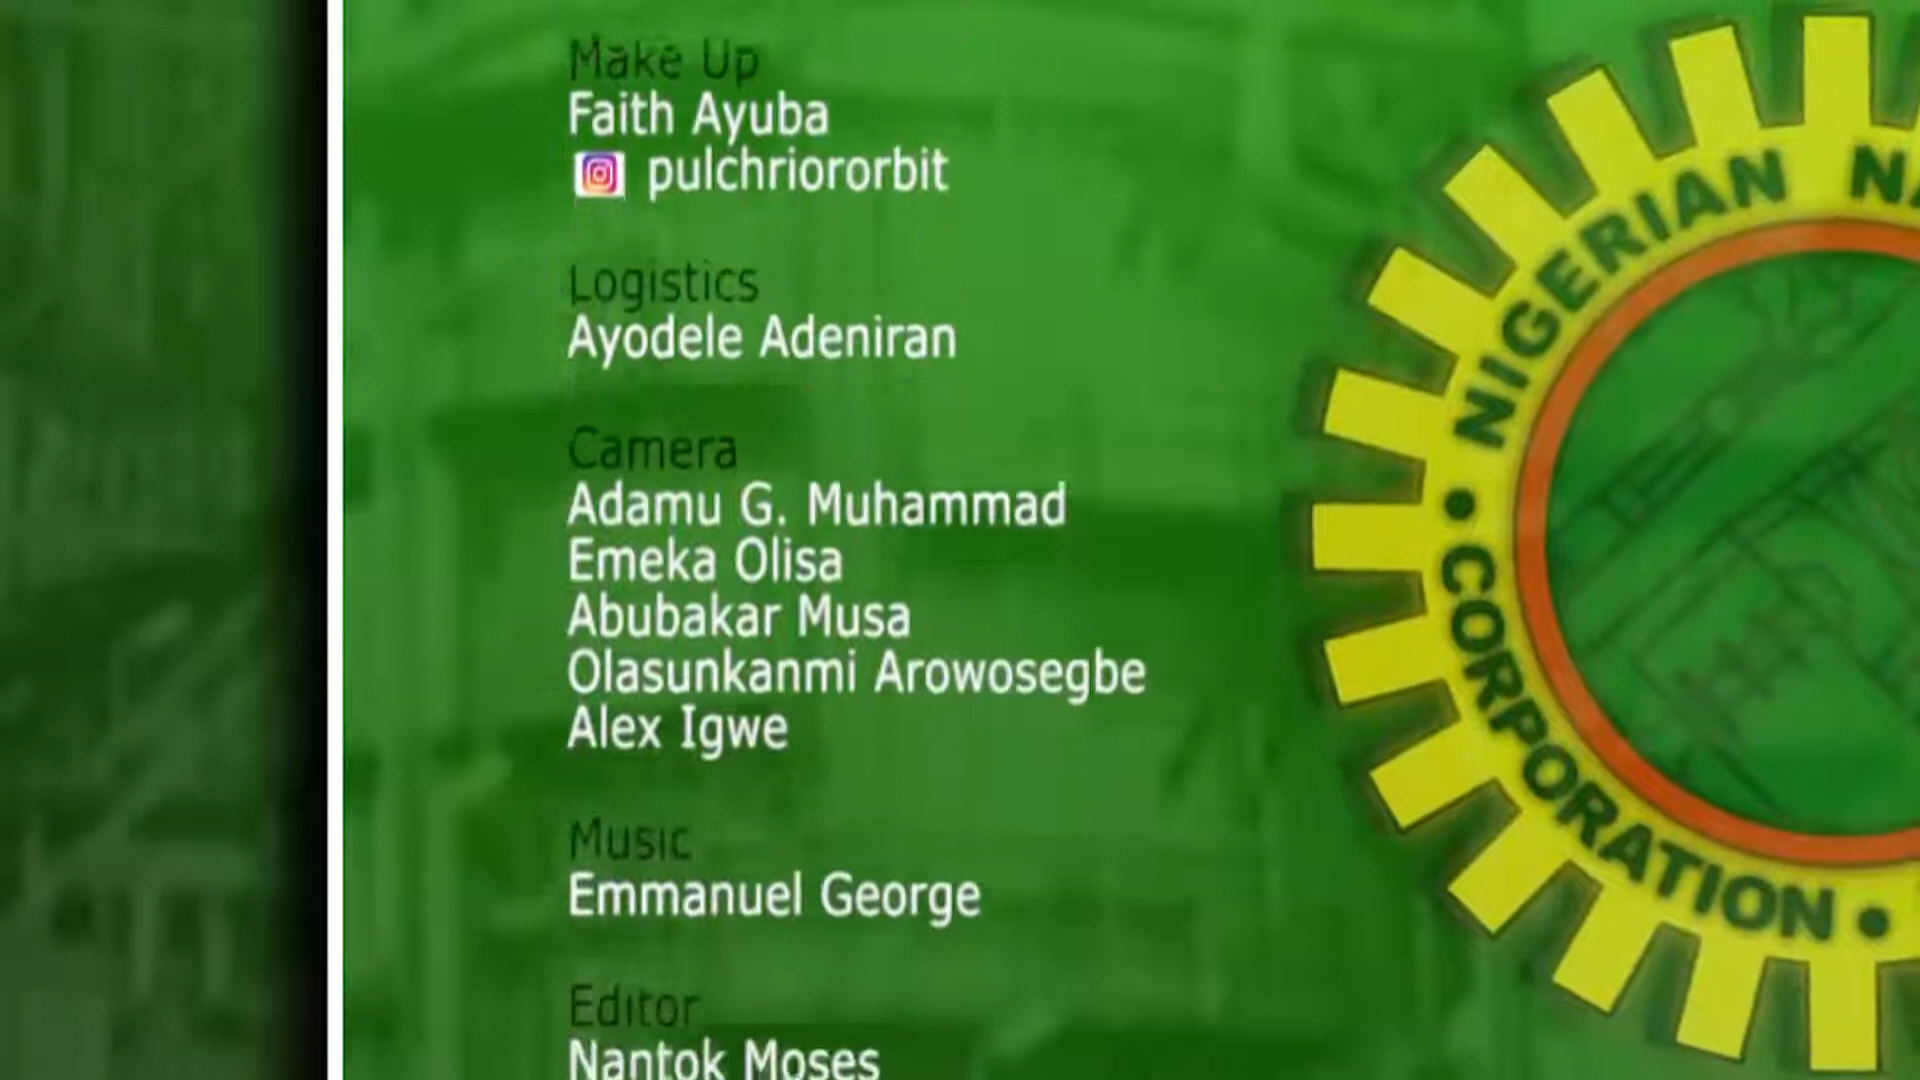 Make Up
Faith Ayuba
pulchriororbit
Logistics
Ayodele Adeniran
Camera
Adamu G. Muhammad
Emeka Olisa
Abubakar Musa
Olasunkanmi Arowosegbe
Alex Igwe
Music
Emmanuel George
Editor
Nantok Moses
NIGERIAN
• CORPORATION •